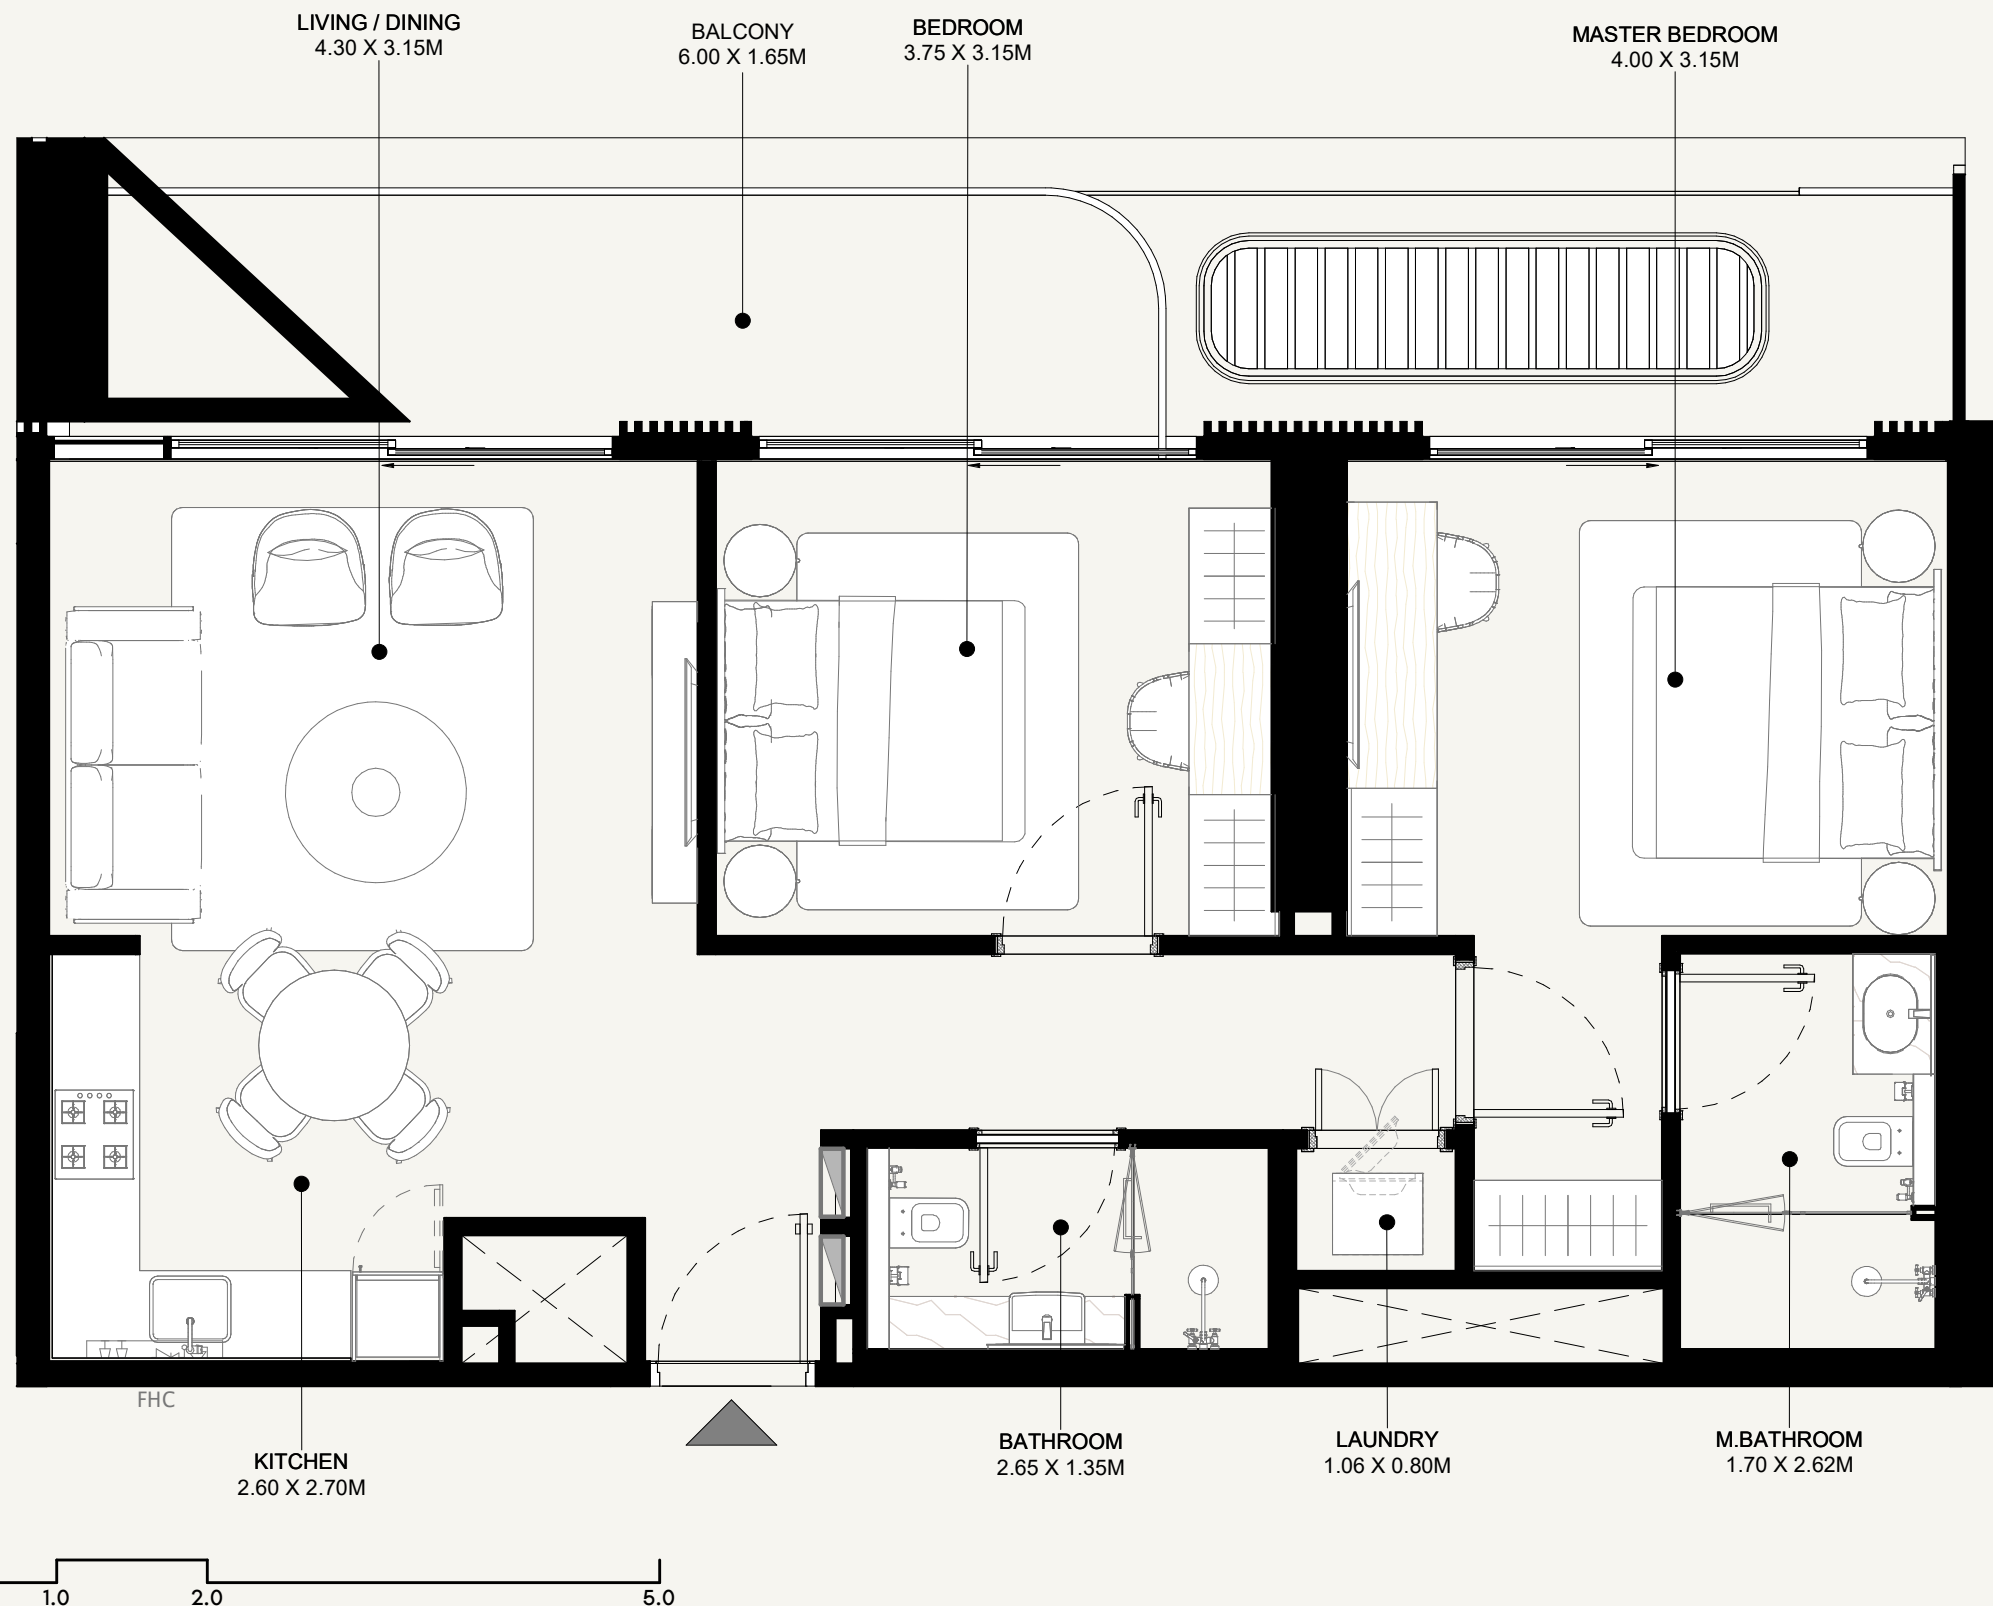 LIVING / DINING
4.30 X 3.15M
BALCONY
6.00 X 1.65M
BEDROOM
3.75 X 3.15M
MASTER BEDROOM
4.00 X 3.15M
FHC
KITCHEN
2.60 X 2.70M
BATHROOM
2.65 X 1.35M
LAUNDRY
1.06 X 0.80M
M.BATHROOM
1.70 X 2.62M
1.0 2.0 5.0